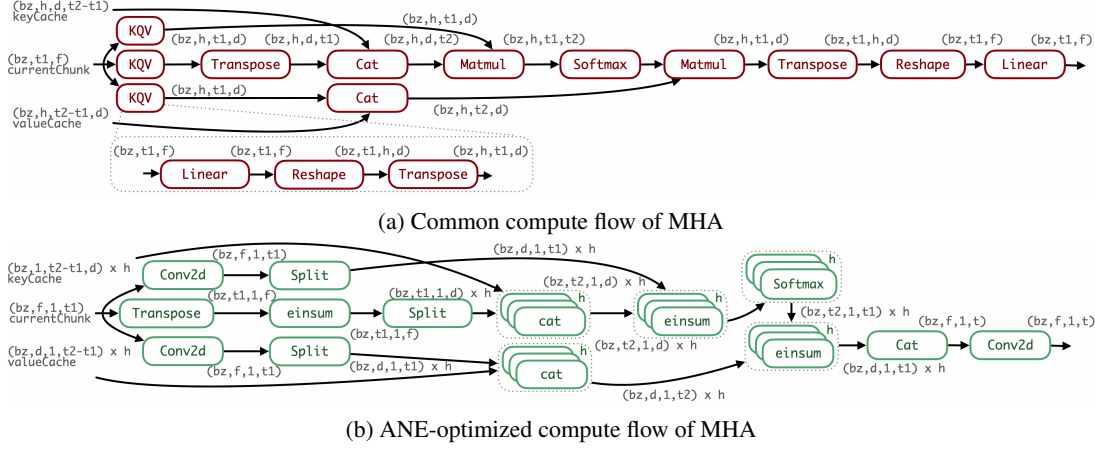 (bz,h,d,t2-t1)
keyCache
KQV
(bz,h,t1,d)
(bz,h,t1,d)
(bz,h,d,t1)
(bz,h,d,t2)
(bz,h,t1,t2)
(bz,h,t1,d)
(bz,t1,h,d)
(bz,t1,f)
(bz,t1,f)
(bz,t1,f)
currentChunk
KQV
Transpose
Cat
Matmul
Softmax
Matmul
Transpose
Reshape
Linear
KQV
(bz,h,t1,d)
Cat
(bz,h,t2,d)
(bz,h,t2-t1,d)
valueCache
(bz,t1,f)
(bz,t1,f)
(bz,t1,h,d)
(bz,h,t1,d)
Linear
Reshape
Transpose
(a) Common compute flow of MHA
(bz,1,t2-t1,d) x h
keyCache
Conv2d
(bz,f,1,t1)
Split
(bz,d,1,t1) x h
h
Softmax
(bz,f,1,t1)
currentChunk
Transpose
(bz,t1,1,f)
einsum
(bz,t1,1,f)
Split
(bz,t1,1,d) x h
h
cat
(bz,t2,1,d) x h
h
einsum
(bz,t2,1,d) x h
(bz,t2,1,t1) x h
(bz,d,1,t2-t1) x h
valueCache
Conv2d
(bz,f,1,t1)
Split
(bz,d,1,t1) x h
h
cat
(bz,d,1,t2) x h
h
einsum
(bz,d,1,t1) x h
Cat
(bz,f,1,t)
Conv2d
(bz,f,1,t)
(b) ANE-optimized compute flow of MHA